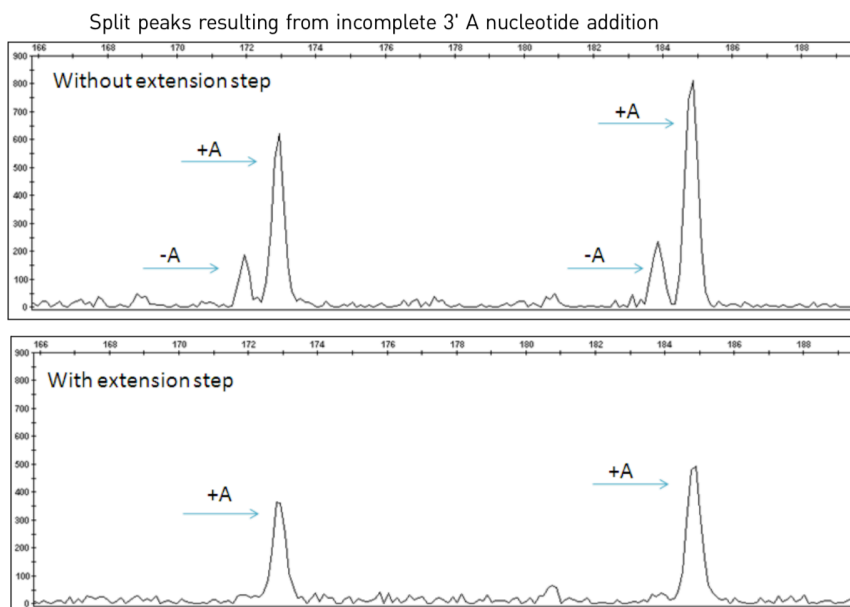 Split peaks resulting from incomplete 3' A nucleotide addition
166 168 170 172 174 176 178 180 182 184 186 188
900
Without extension step
800
+A
700
600
+A
500
400
300
-A
-A
200
100
0
166 168 170 172 174 176 178 180 182 184 186 188
900
With extension step
800
700
600
500
+A
400
+A
300
200
100
0